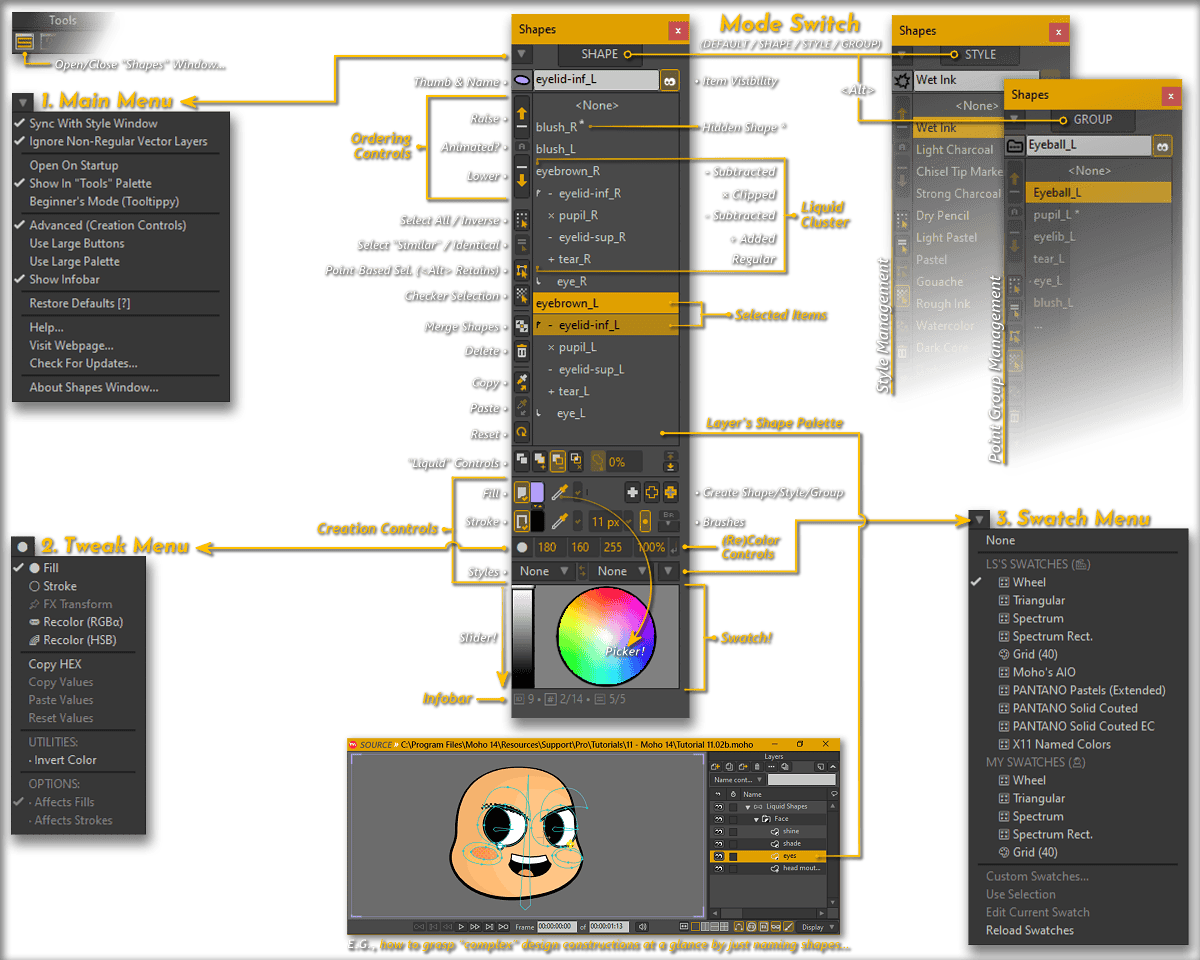 Tools
Open/Close "Shapes" Window...
1. Main Menu
Sync With Style Window
Ignore Non-Regular Vector Layers
Open On Startup
Show In "Tools" Palette
Beginner's Mode (Tooltippy)
Advanced (Creation Controls)
Use Large Buttons
Use Large Palette
Show Infobar
Restore Defaults [?]
Help...
Visit Webpage...
Check For Updates...
About Shapes Window...
2. Tweak Menu
Fill
Stroke
FX Transform
Recolor (RGBα)
Recolor (HSB)
Copy HEX
Copy Values
Paste Values
Reset Values
UTILITIES:
· Invert Color
OPTIONS:
· Affects Fills
· Affects Strokes
Thumb & Name
Ordering Controls
Raise
Animated?
Lower
Select All / Inverse
Select "Similar" / Identical
Point Based Sel. (<Alt> Retains)
Checker Selection
Merge Shapes
Delete
Copy
Paste
Reset
"Liquid" Controls
Creation Controls
Fill
Stroke
Styles
Slider!
Infobar
Shapes
SHAPE
eyelid-inf_L
<None>
blush_R*
blush_L
eyebrown_R
- eyelid-inf_R
× pupil_R
- eyelid-sup_R
+ tear_R
eye_R
eyebrown_L
- eyelid-inf_L
× pupil_L
- eyelid-sup_L
+ tear_L
eye_L
0%
11 px
180 160 255 100%
None None
Picker!
9 • # 2/14 • 5/5
Mode Switch
(DEFAULT / SHAPE / STYLE / GROUP)
Item Visibility
<Alt>
Hidden Shape *
- Subtracted
× Clipped
- Subtracted
+ Added
Regular
Liquid Cluster
Selected Items
Layer's Shape Palette
Create Shape/Style/Group
Brushes
(Re)Color Controls
Swatch!
Shapes
STYLE
Wet Ink
<None>
Wet Ink
Light Charcoal
Chisel Tip Marke
Strong Charcoal
Dry Pencil
Light Pastel
Pastel
Gouache
Rough Ink
Watercolor
Style Management
Shapes
GROUP
Eyeball_L
<None>
Eyeball_L
pupil_L *
eyelib_L
tear_L
eye_L
blush_L
...
Point Group Management
3. Swatch Menu
None
LS'S SWATCHES
Wheel
Triangular
Spectrum
Spectrum Rect.
Grid (40)
Moho's AIO
PANTANO Pastels (Extended)
PANTANO Solid Couted
PANTANO Solid Couted EC
X11 Named Colors
MY SWATCHES
Wheel
Triangular
Spectrum
Spectrum Rect.
Grid (40)
Custom Swatches...
Use Selection
Edit Current Swatch
Reload Swatches
SOURCE C:\Program Files\Moho 14\Resources\Support\Pro\Tutorials\11 - Moho 14\Tutorial 11.02b.moho
Layers
Name cont...
Name
Liquid Shapes
Face
shine
shade
eyes
head mout...
Frame 00:00:00:00 of 00:00:01:13
Display
E.G., how to grasp "complex" design constructions at a glance by just naming shapes...